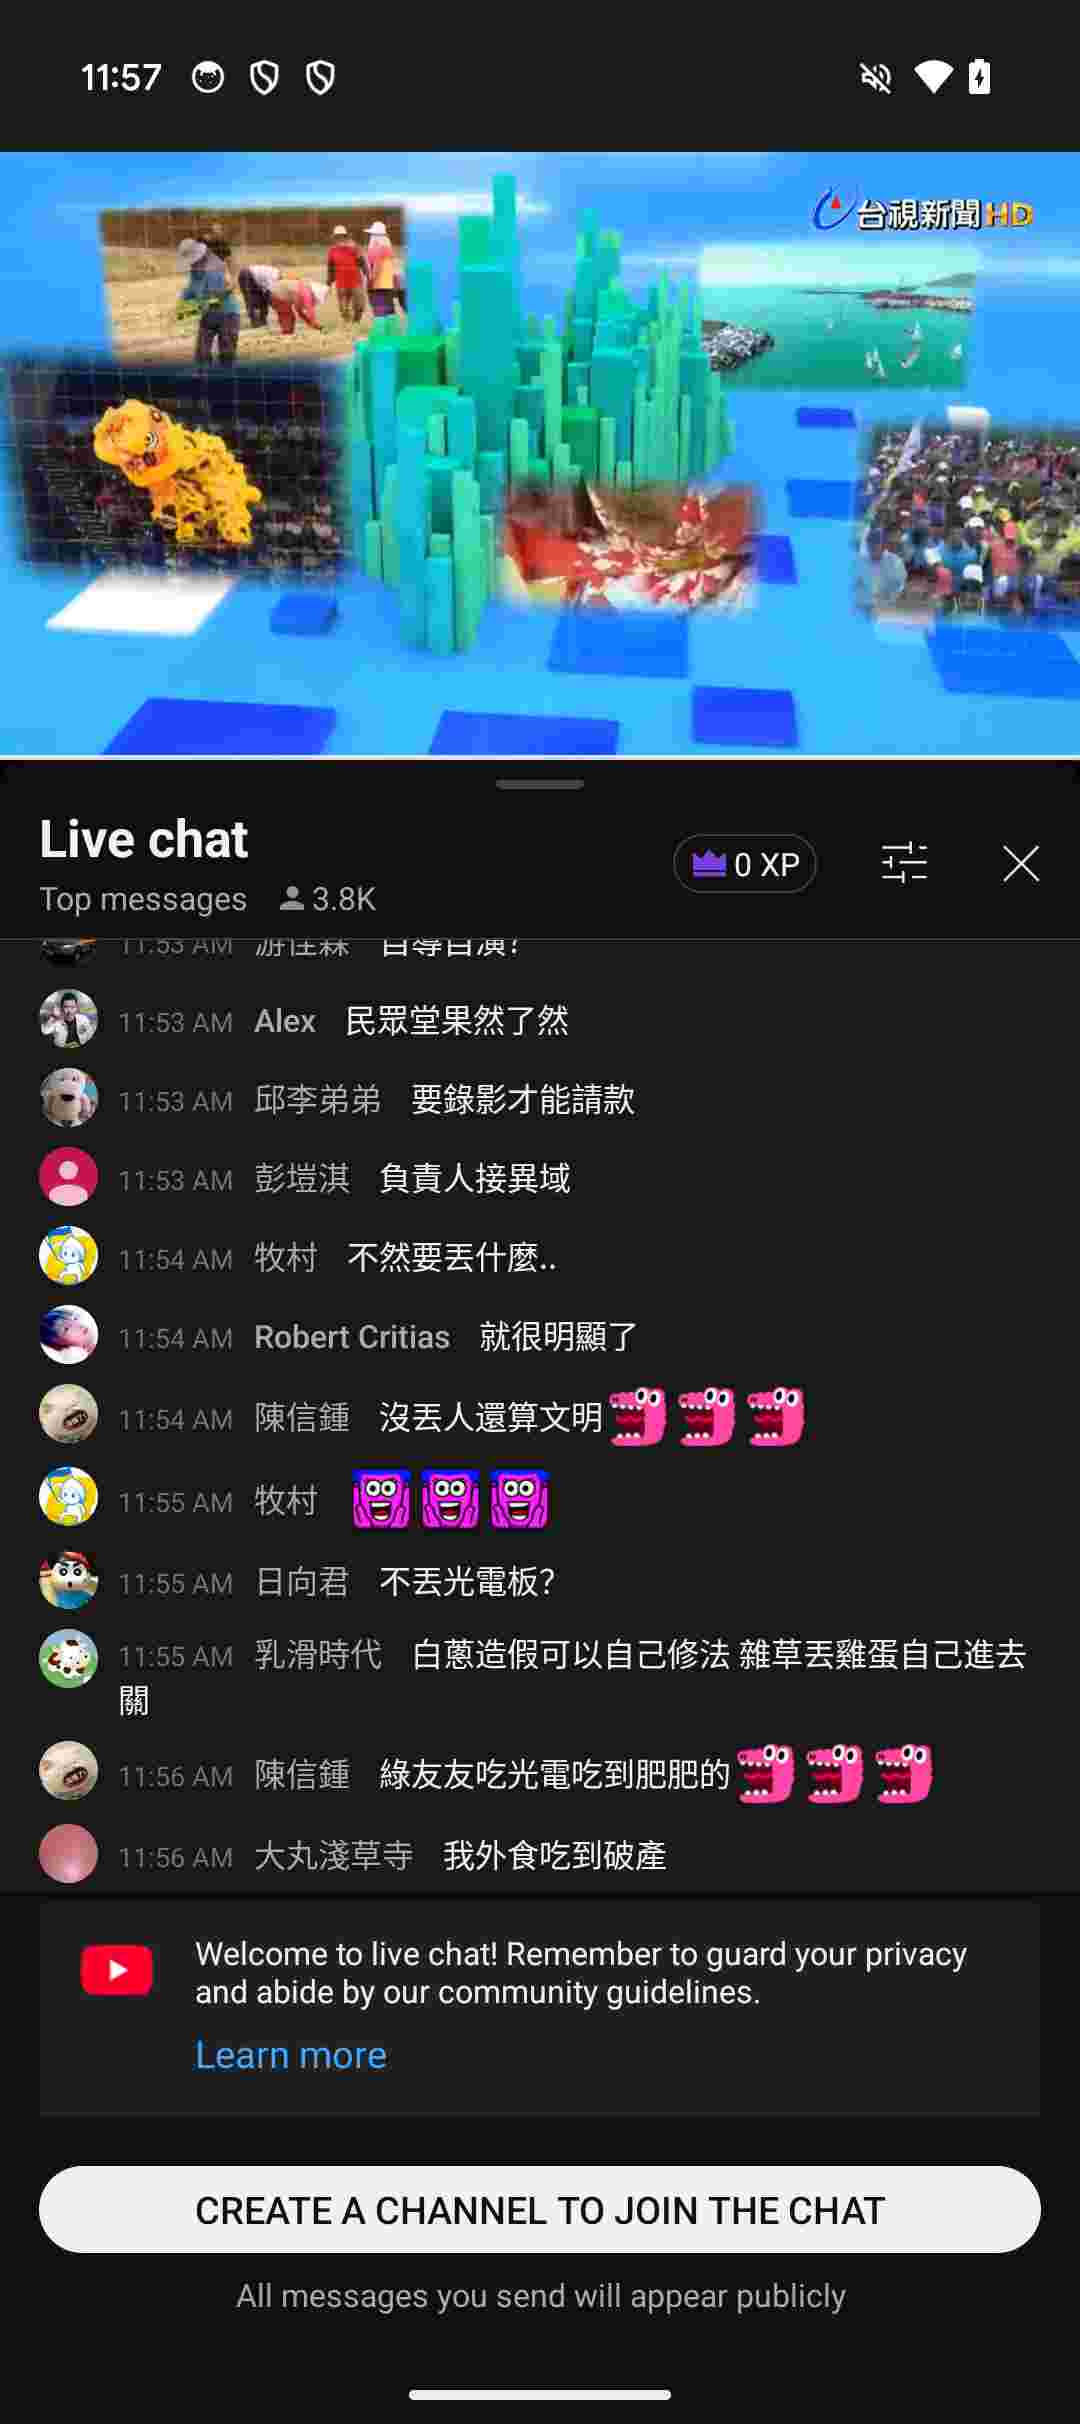 11:57
台視新聞HD
Live chat
0 XP
Top messages 3.8K
11:53 AM 游佳霖 自導自演?
11:53 AM Alex 民眾堂果然了然
11:53 AM 邱李弟弟 要錄影才能請款
11:53 AM 彭塏淇 負責人接異域
11:54 AM 牧村 不然要丟什麼..
11:54 AM Robert Critias 就很明顯了
11:54 AM 陳信鍾 沒丟人還算文明
11:55 AM 牧村
11:55 AM 日向君 不丟光電板?
11:55 AM 乳滑時代 白蔥造假可以自己修法 雜草丟雞蛋自己進去
關
11:56 AM 陳信鍾 綠友友吃光電吃到肥肥的
11:56 AM 大丸淺草寺 我外食吃到破產
Welcome to live chat! Remember to guard your privacy
and abide by our community guidelines.
Learn more
CREATE A CHANNEL TO JOIN THE CHAT
All messages you send will appear publicly